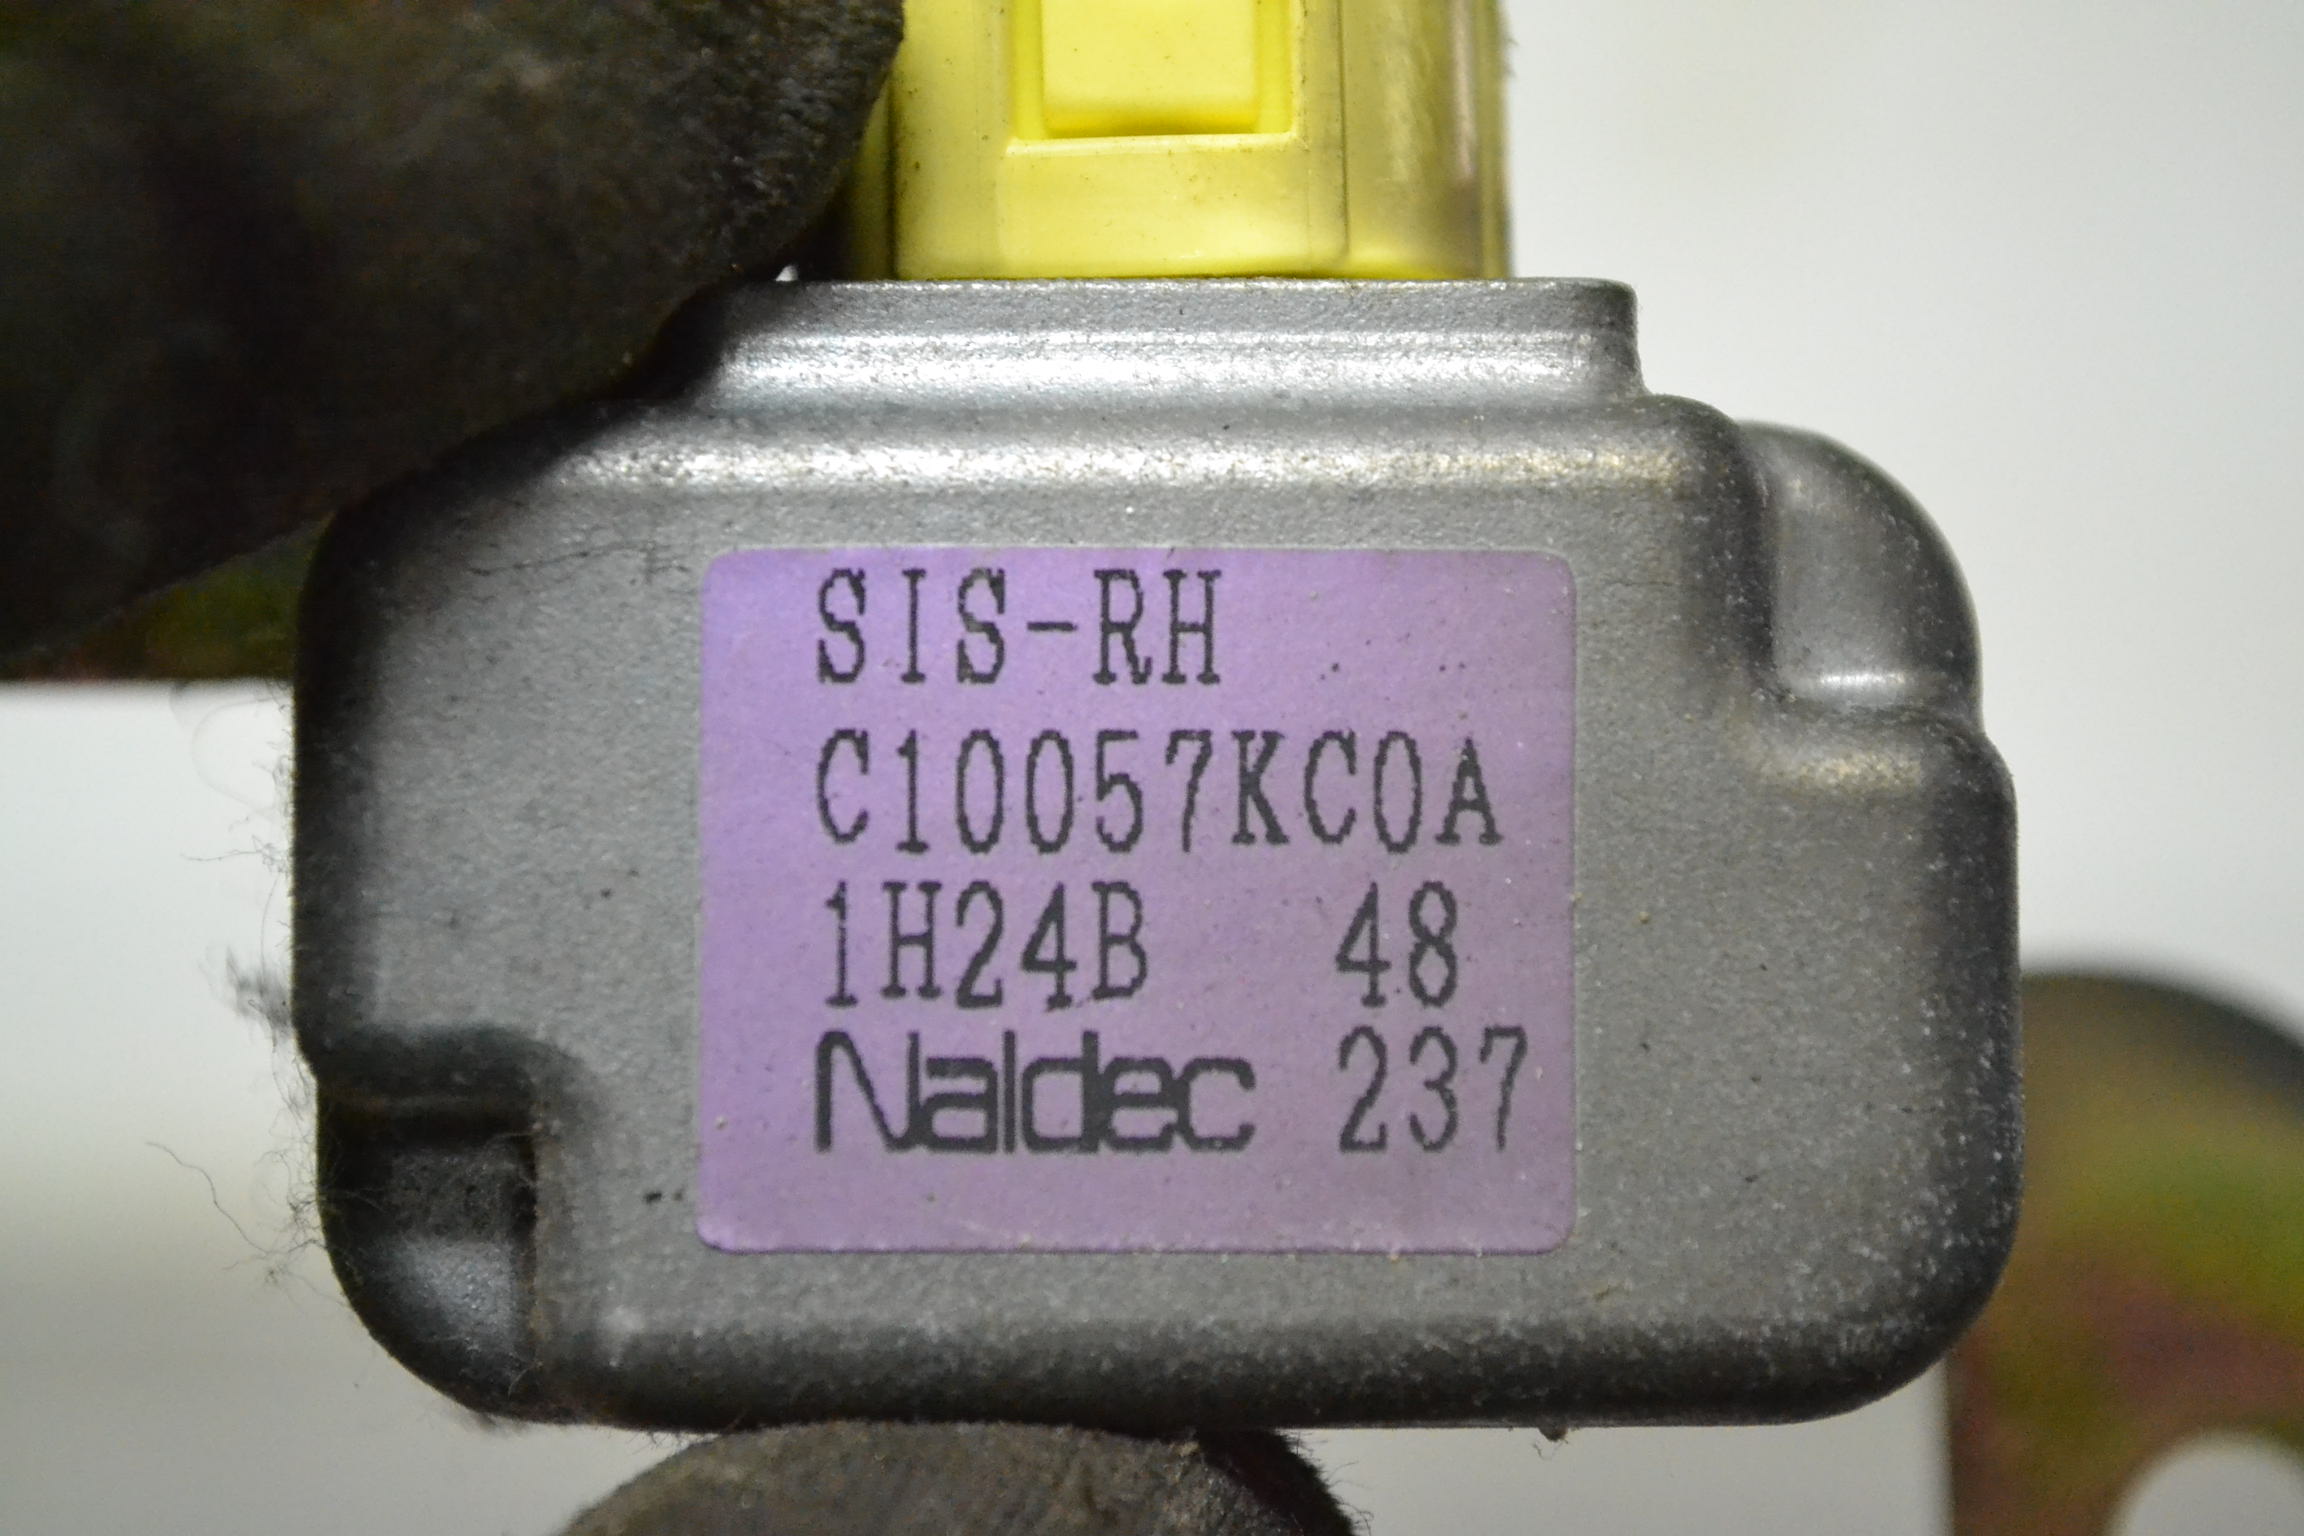 SIS-RH
C10057KC0A
1H24B 48
Naldec 237